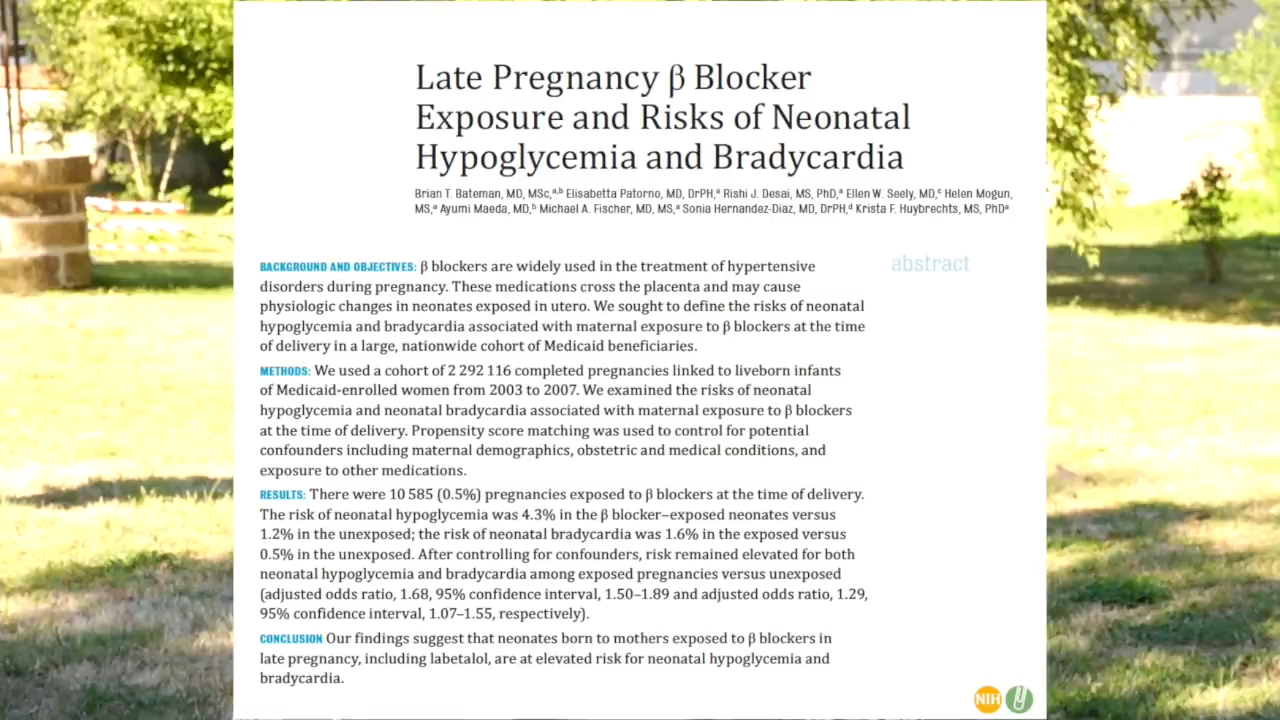 Late Pregnancy β Blocker
Exposure and Risks of Neonatal
Hypoglycemia and Bradycardia
Brian T. Bateman, MD, MSc,a,b Elisabetta Patorno, MD, DrPH,a Rishi J. Desai, MS, PhD,a Ellen W. Seely, MD,c Helen Mogun,
MS,a Ayumi Maeda, MD,b Michael A. Fischer, MD, MS,a Sonia Hernandez-Diaz, MD, DrPH,d Krista F. Huybrechts, MS, PhDa
abstract
BACKGROUND AND OBJECTIVES: β blockers are widely used in the treatment of hypertensive
disorders during pregnancy. These medications cross the placenta and may cause
physiologic changes in neonates exposed in utero. We sought to define the risks of neonatal
hypoglycemia and bradycardia associated with maternal exposure to β blockers at the time
of delivery in a large, nationwide cohort of Medicaid beneficiaries.
METHODS: We used a cohort of 2 292 116 completed pregnancies linked to liveborn infants
of Medicaid-enrolled women from 2003 to 2007. We examined the risks of neonatal
hypoglycemia and neonatal bradycardia associated with maternal exposure to β blockers
at the time of delivery. Propensity score matching was used to control for potential
confounders including maternal demographics, obstetric and medical conditions, and
exposure to other medications.
RESULTS: There were 10 585 (0.5%) pregnancies exposed to β blockers at the time of delivery.
The risk of neonatal hypoglycemia was 4.3% in the β blocker–exposed neonates versus
1.2% in the unexposed; the risk of neonatal bradycardia was 1.6% in the exposed versus
0.5% in the unexposed. After controlling for confounders, risk remained elevated for both
neonatal hypoglycemia and bradycardia among exposed pregnancies versus unexposed
(adjusted odds ratio, 1.68, 95% confidence interval, 1.50–1.89 and adjusted odds ratio, 1.29,
95% confidence interval, 1.07–1.55, respectively).
CONCLUSION Our findings suggest that neonates born to mothers exposed to β blockers in
late pregnancy, including labetalol, are at elevated risk for neonatal hypoglycemia and
bradycardia.
NIH